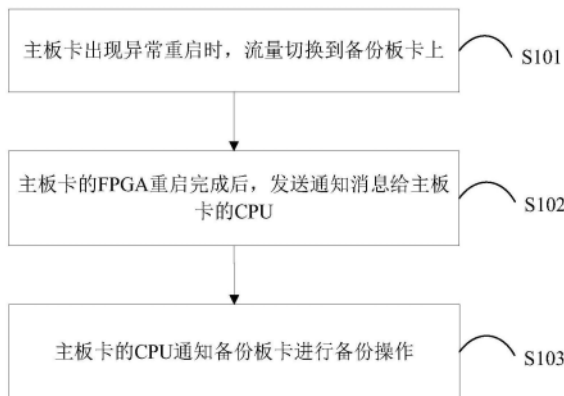 主板卡出现异常重启时，流量切换到备份板卡上
S101
主板卡的FPGA重启完成后，发送通知消息给主板
卡的CPU
S102
主板卡的CPU通知备份板卡进行备份操作
S103